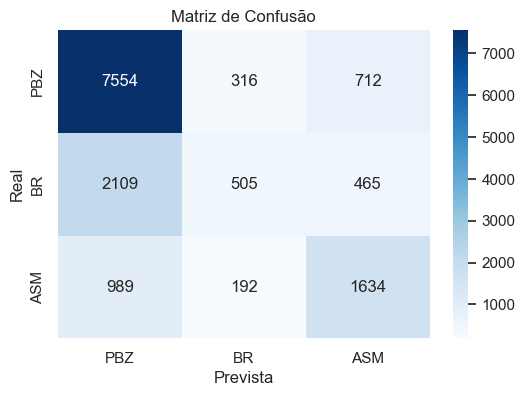 Matriz de Confusão
PBZ 7554 316 712
BR 2109 505 465
ASM 989 192 1634
PBZ BR ASM
Real
Prevista
7000
6000
5000
4000
3000
2000
1000